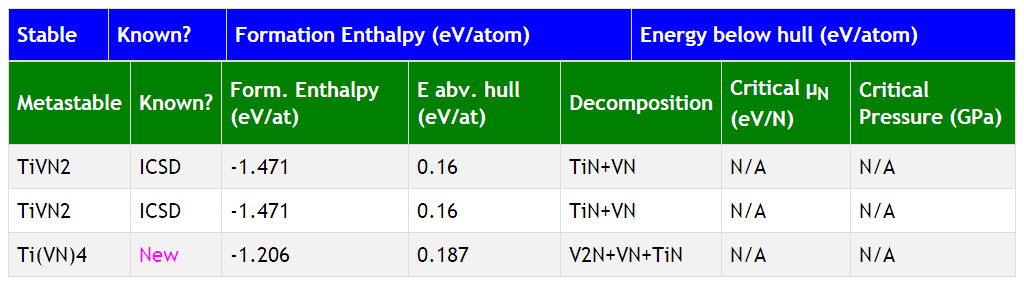 Stable Known? Formation Enthalpy (eV/atom) Energy below hull (eV/atom)
Metastable Known? Form. Enthalpy (eV/at) E abv. hull (eV/at) Decomposition Critical μN (eV/N) Critical Pressure (GPa)
TiVN2 ICSD -1.471 0.16 TiN+VN N/A N/A
TiVN2 ICSD -1.471 0.16 TiN+VN N/A N/A
Ti(VN)4 New -1.206 0.187 V2N+VN+TiN N/A N/A